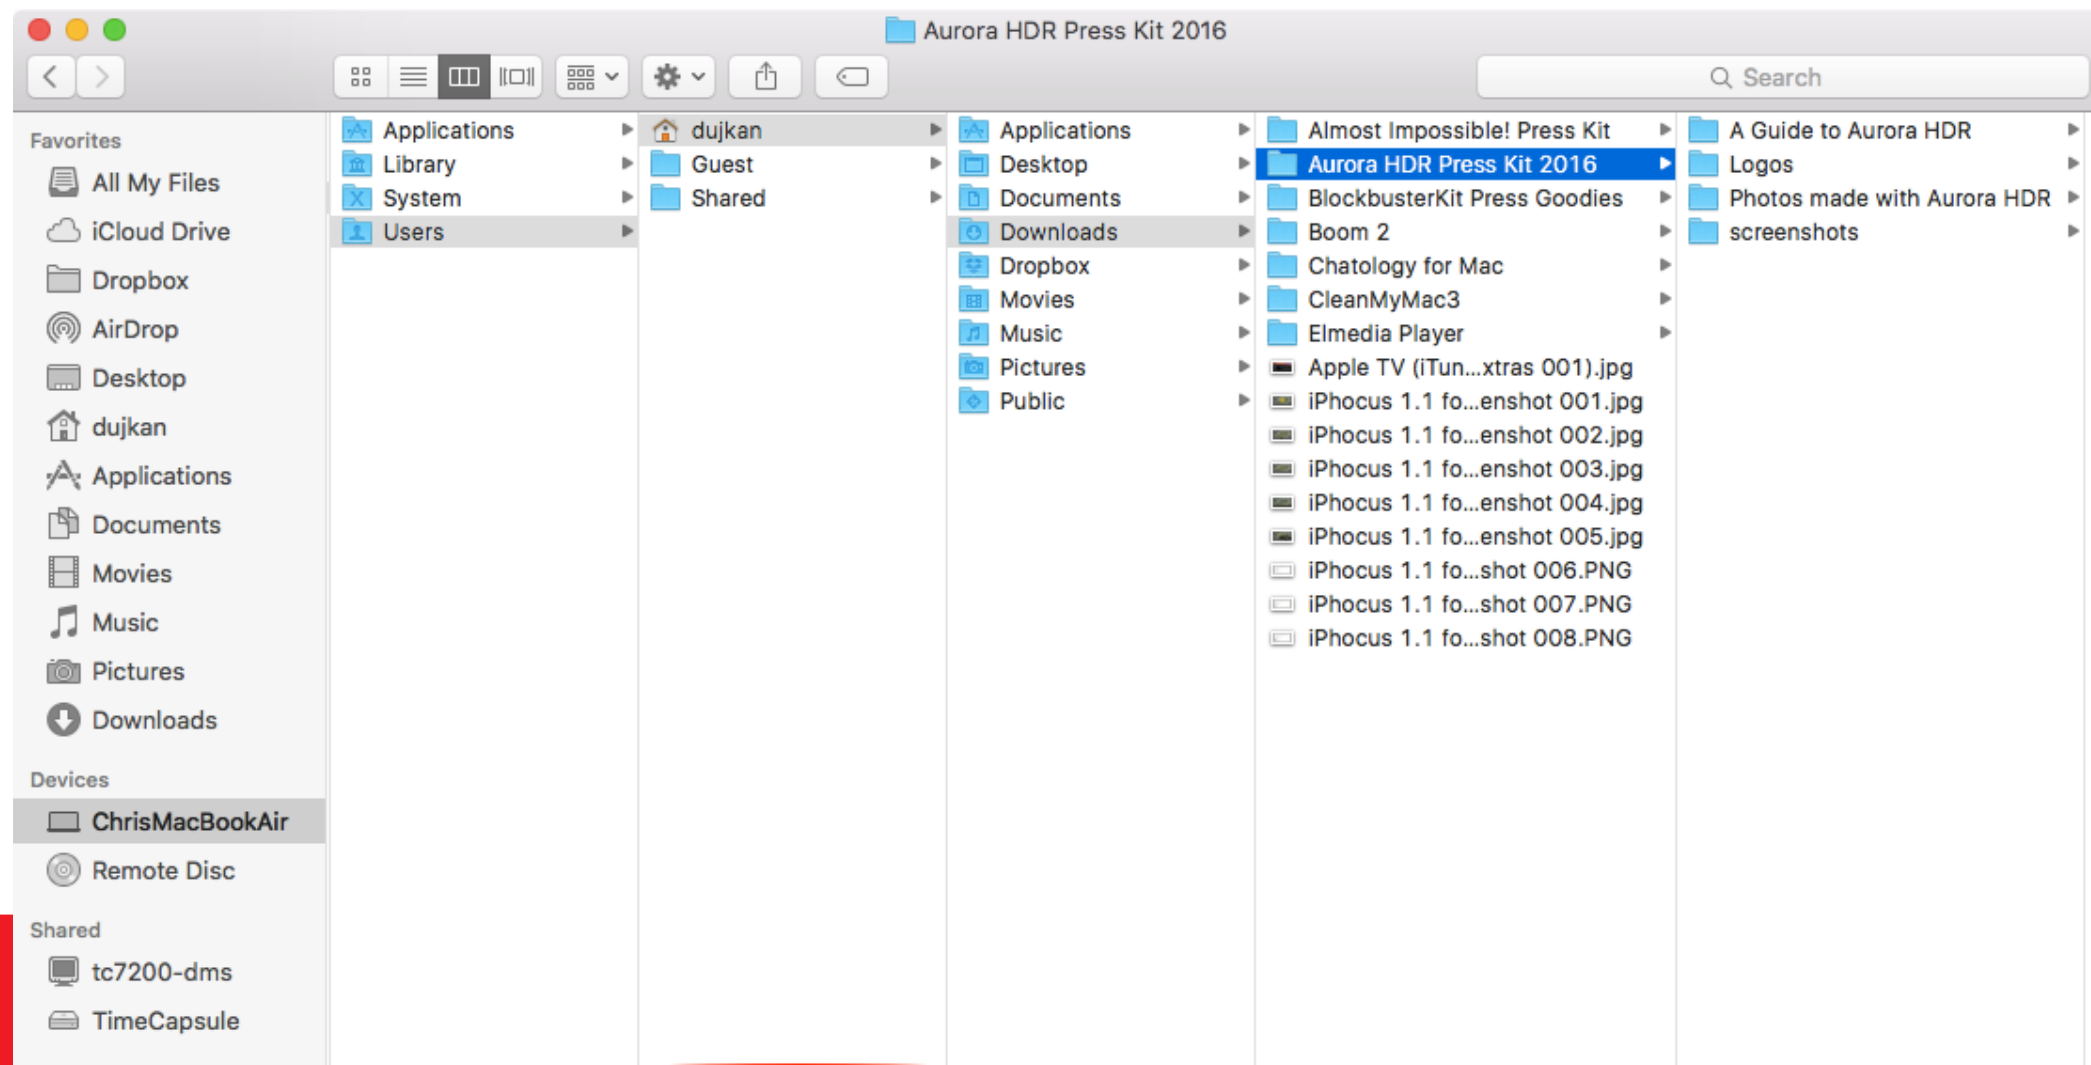 Aurora HDR Press Kit 2016
Search
Favorites
All My Files
iCloud Drive
Dropbox
AirDrop
Desktop
dujkan
Applications
Documents
Movies
Music
Pictures
Downloads
Devices
ChrisMacBookAir
Remote Disc
Shared
tc7200-dms
TimeCapsule
Applications
Library
System
Users
dujkan
Guest
Shared
Applications
Desktop
Documents
Downloads
Dropbox
Movies
Music
Pictures
Public
Almost Impossible! Press Kit
Aurora HDR Press Kit 2016
BlockbusterKit Press Goodies
Boom 2
Chatology for Mac
CleanMyMac3
Elmedia Player
Apple TV (iTun...xtras 001).jpg
iPhocus 1.1 fo...enshot 001.jpg
iPhocus 1.1 fo...enshot 002.jpg
iPhocus 1.1 fo...enshot 003.jpg
iPhocus 1.1 fo...enshot 004.jpg
iPhocus 1.1 fo...enshot 005.jpg
iPhocus 1.1 fo...shot 006.PNG
iPhocus 1.1 fo...shot 007.PNG
iPhocus 1.1 fo...shot 008.PNG
A Guide to Aurora HDR
Logos
Photos made with Aurora HDR
screenshots